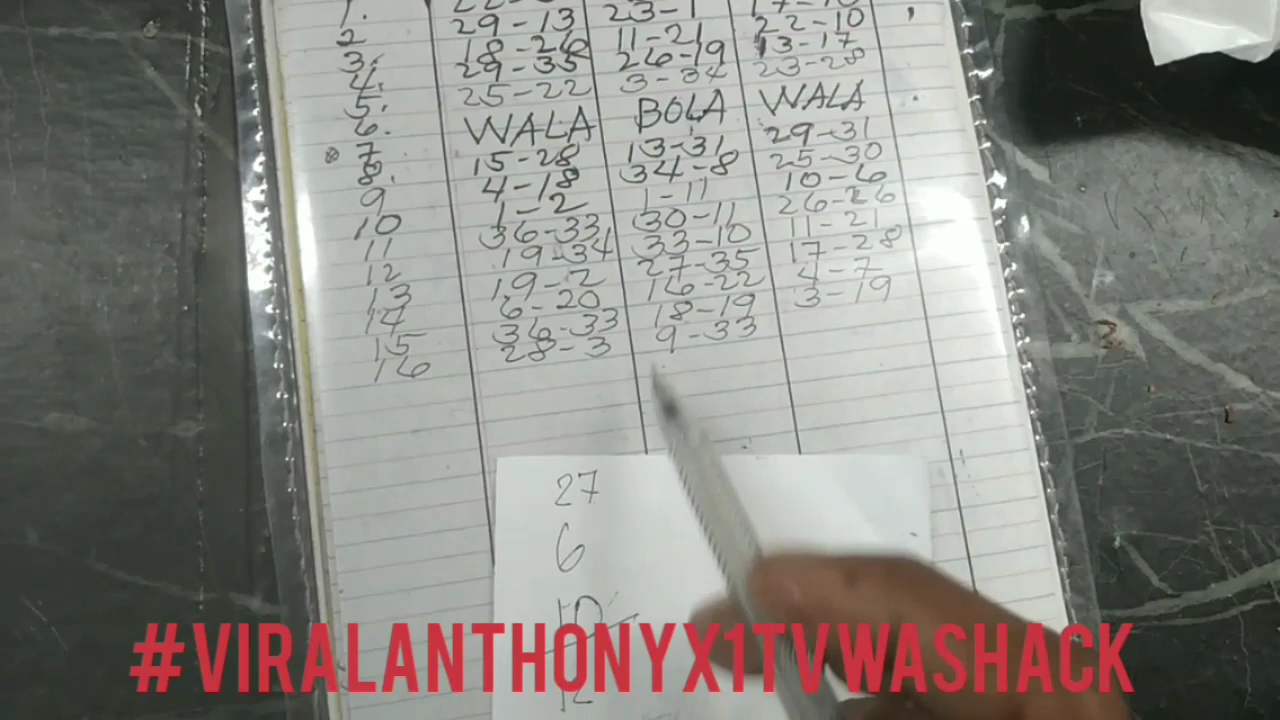 1.
2
3. 29-13 23-1
4. 18-26 11-21 22-10
5. 29-35 26-19 13-17
6. 25-22 3-34 23-28
7 WALA BOLA WALA
8. 15-28 13-31 29-31
9 4-18 34-8 25-30
10 1-2 1-11 10-6
11 36-33 30-11 26-26
12 19-34 33-10 11-21
13 19-2 27-35 17-28
14 6-20 16-22 4-7
15 36-33 18-19 3-19
16 28-3 9-33
27
6
12
#VIRALANTHONYX1TVWASHACK